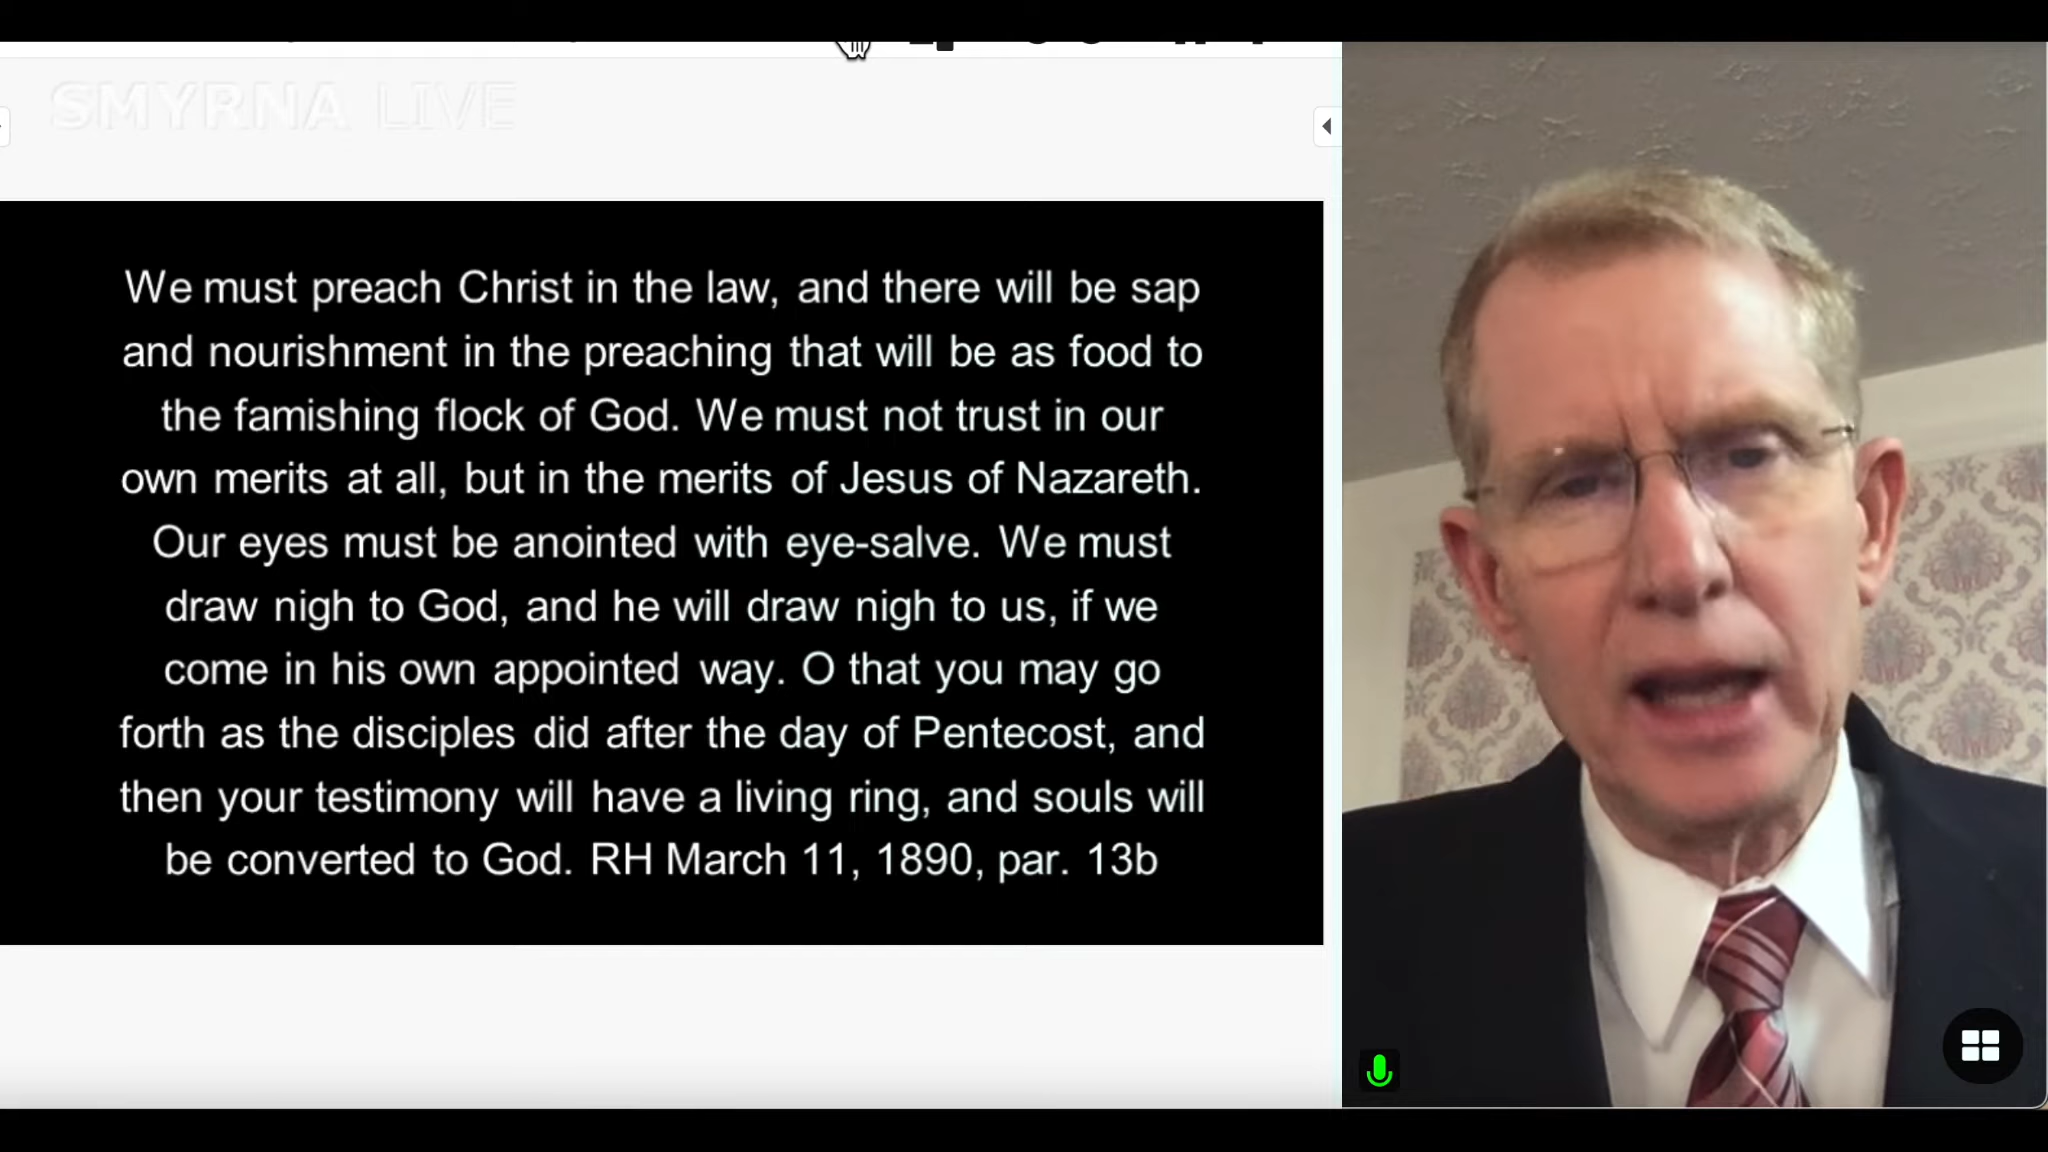 SMYRNA LIVE
We must preach Christ in the law, and there will be sap
and nourishment in the preaching that will be as food to
the famishing flock of God. We must not trust in our
own merits at all, but in the merits of Jesus of Nazareth.
Our eyes must be anointed with eye-salve. We must
draw nigh to God, and he will draw nigh to us, if we
come in his own appointed way. O that you may go
forth as the disciples did after the day of Pentecost, and
then your testimony will have a living ring, and souls will
be converted to God. RH March 11, 1890, par. 13b